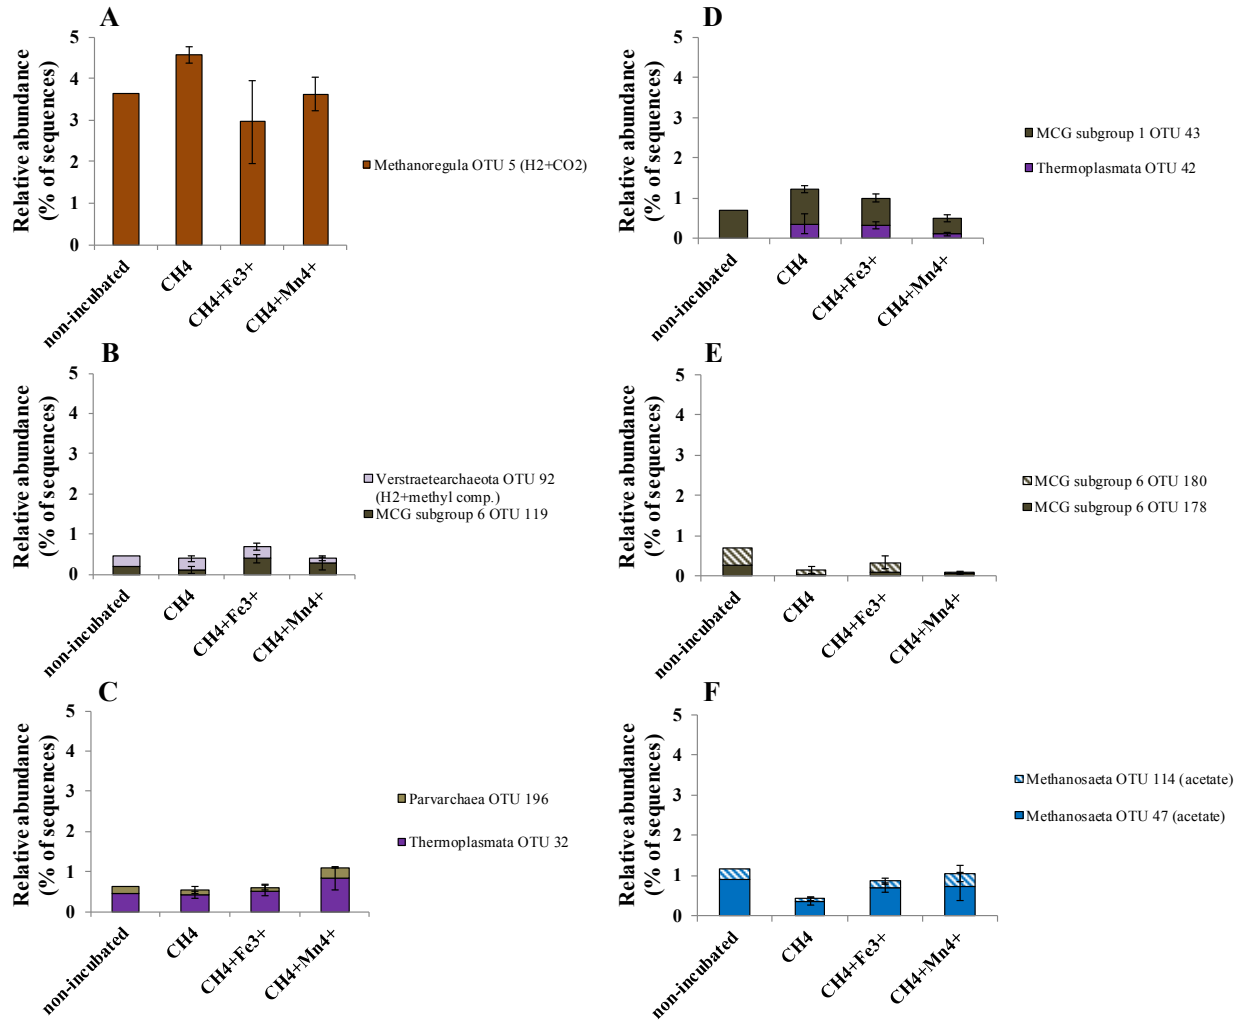 A
Relative abundance
(% of sequences)
5
4
3
2
1
0
non-incubated
CH4
CH4+Fe3+
CH4+Mn4+
Methanoregula OTU 5 (H2+CO2)
B
Relative abundance
(% of sequences)
5
4
3
2
1
0
non-incubated
CH4
CH4+Fe3+
CH4+Mn4+
Verstraetearchaeota OTU 92
(H2+methyl comp.)
MCG subgroup 6 OTU 119
C
Relative abundance
(% of sequences)
5
4
3
2
1
0
non-incubated
CH4
CH4+Fe3+
CH4+Mn4+
Parvarchaea OTU 196
Thermoplasmata OTU 32
D
Relative abundance
(% of sequences)
5
4
3
2
1
0
non-incubated
CH4
CH4+Fe3+
CH4+Mn4+
MCG subgroup 1 OTU 43
Thermoplasmata OTU 42
E
Relative abundance
(% of sequences)
5
4
3
2
1
0
non-incubated
CH4
CH4+Fe3+
CH4+Mn4+
MCG subgroup 6 OTU 180
MCG subgroup 6 OTU 178
F
Relative abundance
(% of sequences)
5
4
3
2
1
0
non-incubated
CH4
CH4+Fe3+
CH4+Mn4+
Methanosaeta OTU 114 (acetate)
Methanosaeta OTU 47 (acetate)